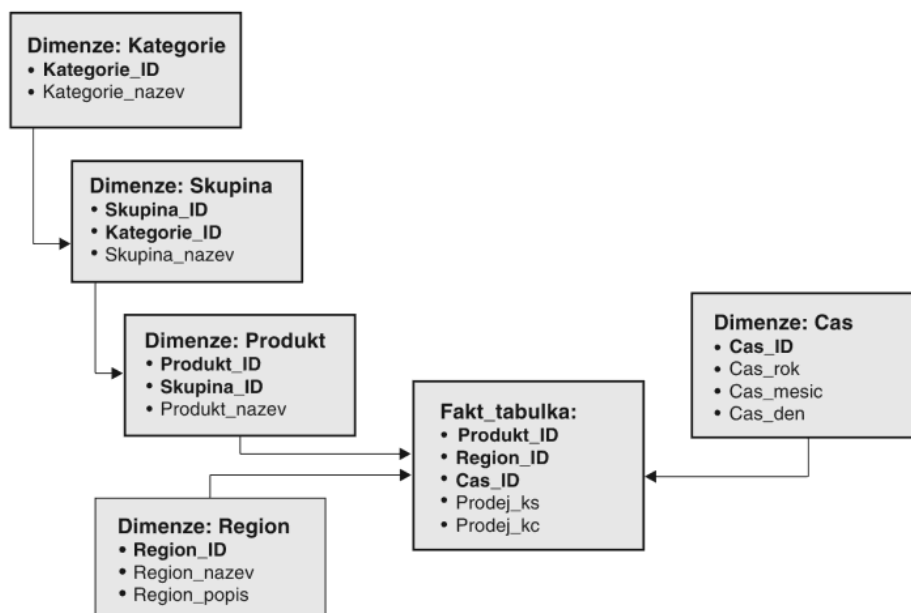 Dimenze: Kategorie
• Kategorie_ID
• Kategorie_nazev
Dimenze: Skupina
• Skupina_ID
• Kategorie_ID
• Skupina_nazev
Dimenze: Produkt
• Produkt_ID
• Skupina_ID
• Produkt_nazev
Dimenze: Cas
• Cas_ID
• Cas_rok
• Cas_mesic
• Cas_den
Fakt_tabulka:
• Produkt_ID
• Region_ID
• Cas_ID
• Prodej_ks
• Prodej_kc
Dimenze: Region
• Region_ID
• Region_nazev
• Region_popis